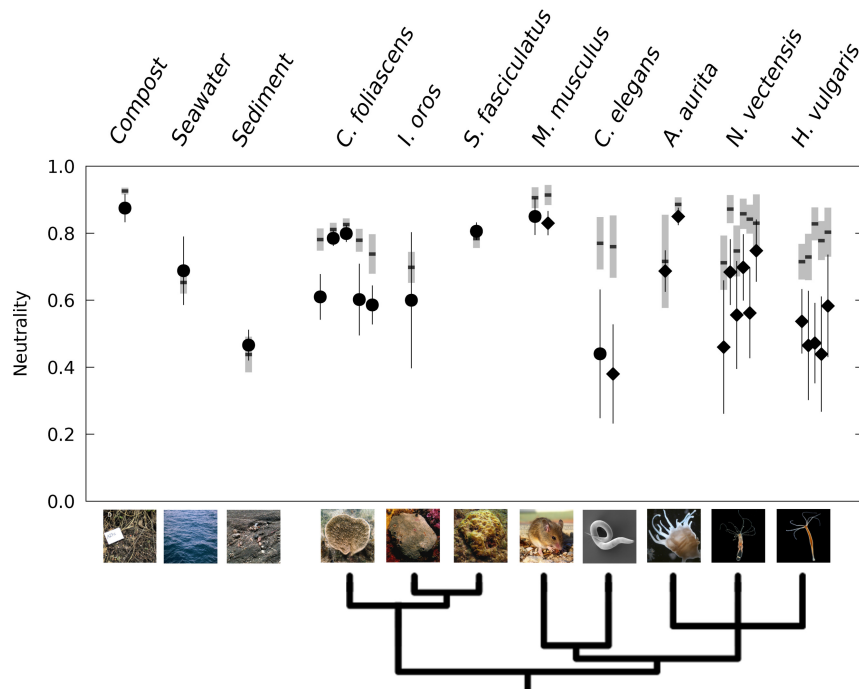 Compost
Seawater
Sediment
C. foliascens
I. oros
S. fasciculatus
M. musculus
C. elegans
A. aurita
N. vectensis
H. vulgaris
Neutrality
1.0
0.8
0.6
0.4
0.2
0.0